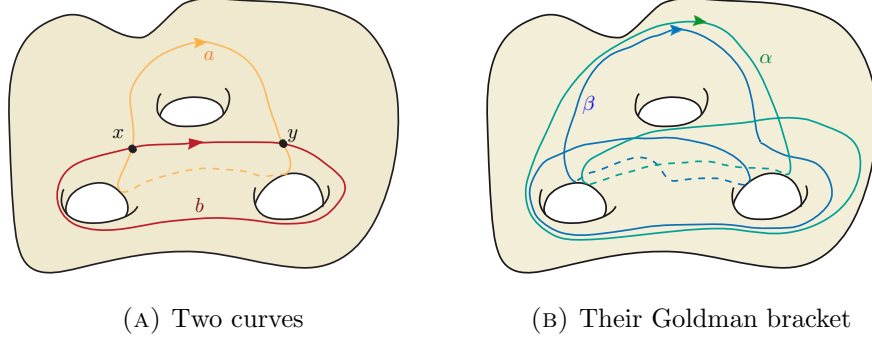 a
α
β
x
y
b
(A) Two curves
(B) Their Goldman bracket